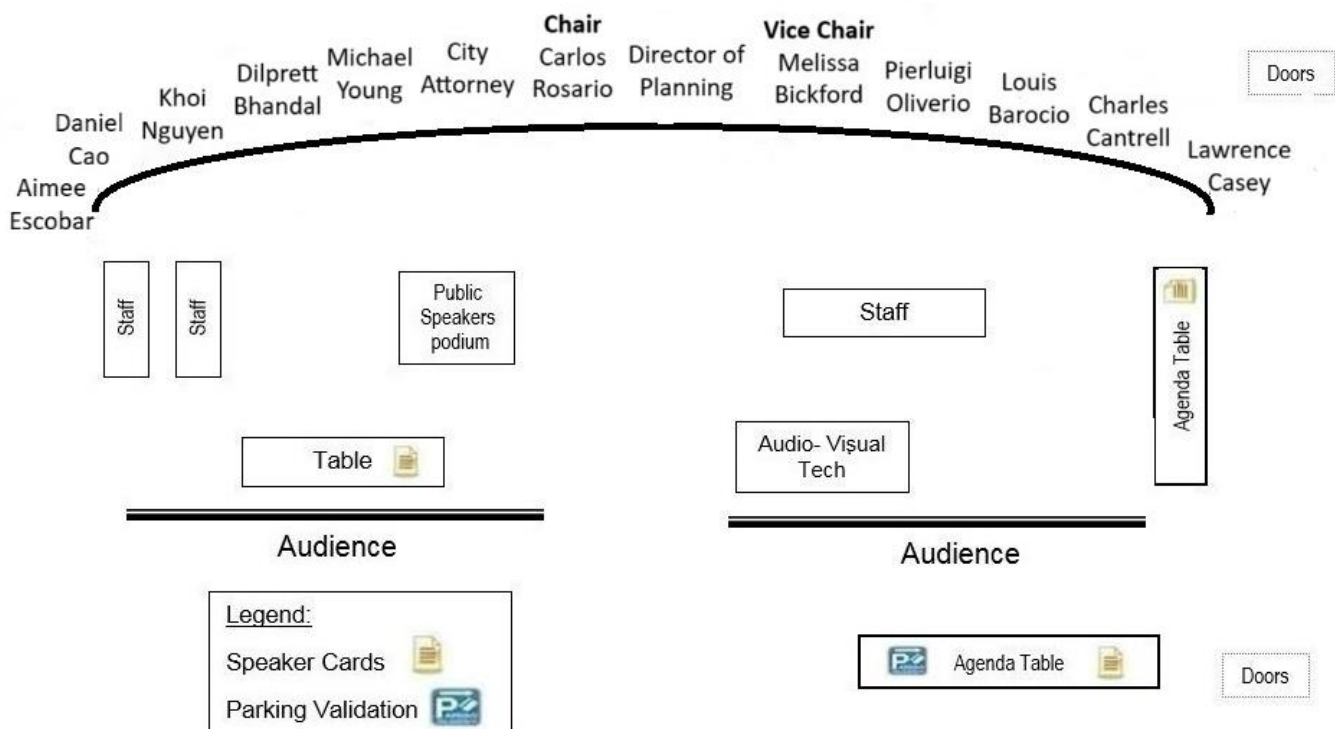 Chair
Carlos
Rosario
Vice Chair
Melissa
Bickford
Aimee
Escobar
Daniel
Cao
Khoi
Nguyen
Dilprett
Bhandal
Michael
Young
City
Attorney
Director of
Planning
Pierluigi
Oliverio
Louis
Barocio
Charles
Cantrell
Lawrence
Casey
Doors
Staff
Staff
Public
Speakers
podium
Staff
Agenda Table
Table
Audio- Visual
Tech
Audience
Audience
Legend:
Speaker Cards
Parking Validation
Agenda Table
Doors